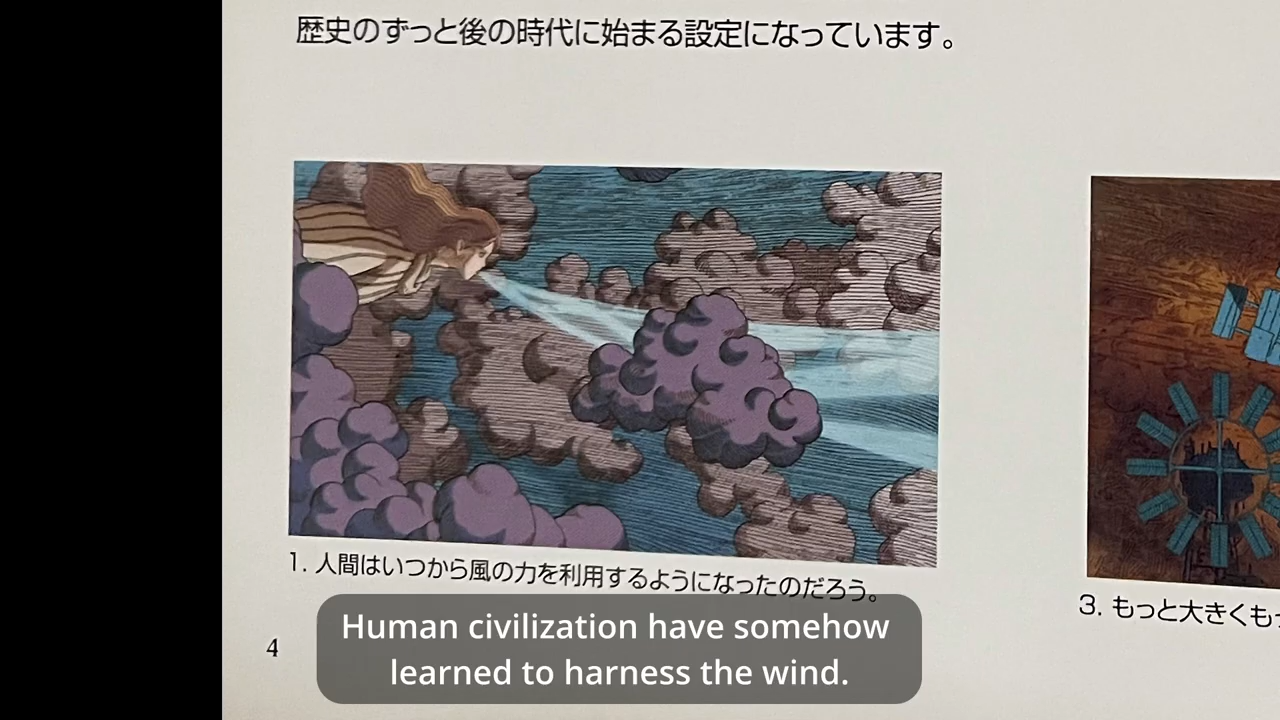 歴史のずっと後の時代に始まる設定になっています。
1. 人間はいつから風の力を利用するようになったのだろう。
3. もっと大きくも
4
Human civilization have somehow
learned to harness the wind.